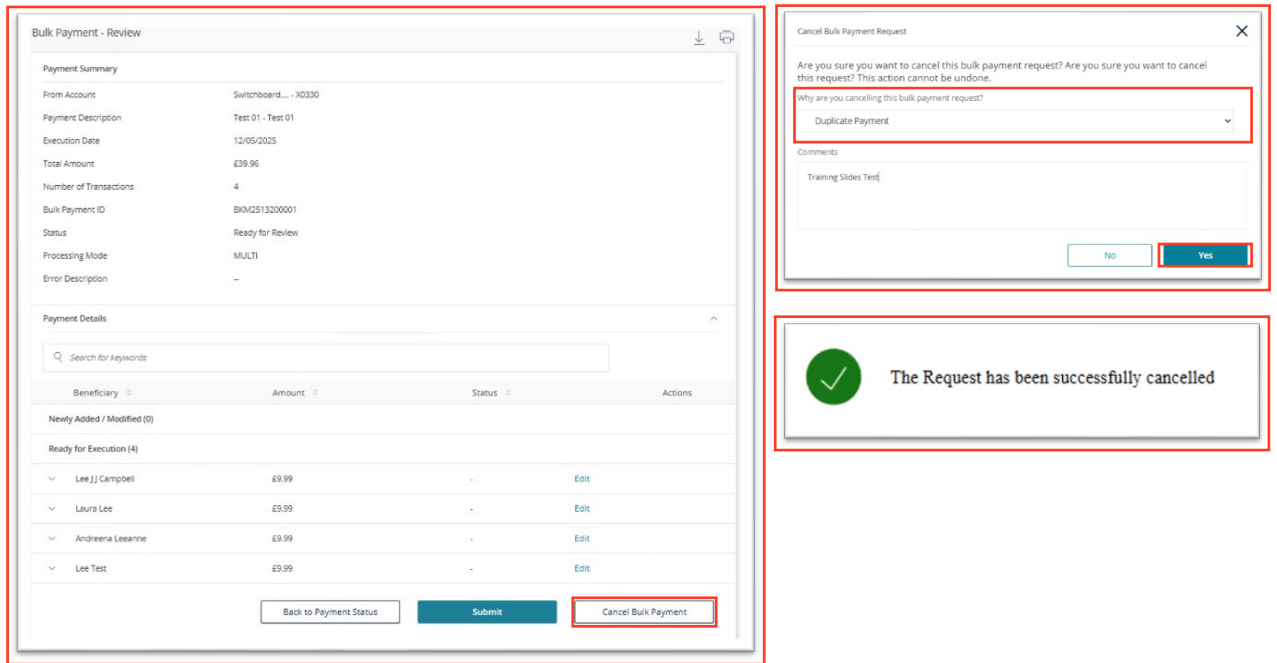 Bulk Payment - Review
Payment Summary
From Account Switchboard.... - X0330
Payment Description Test 01 - Test 01
Execution Date 12/05/2025
Total Amount £39.96
Number of Transactions 4
Bulk Payment ID BKM2513200001
Status Ready for Review
Processing Mode MULTI
Error Description --
Payment Details
Search for keywords
Beneficiary Amount Status Actions
Newly Added / Modified (0)
Ready for Execution (4)
Lee J J Campbell £9.99 - Edit
Laura Lee £9.99 - Edit
Andreena Leeanne £9.99 - Edit
Lee Test £9.99 - Edit
Back to Payment Status Submit Cancel Bulk Payment
Cancel Bulk Payment Request
Are you sure you want to cancel this bulk payment request? Are you sure you want to cancel
this request? This action cannot be undone.
Why are you cancelling this bulk payment request?
Duplicate Payment
Comments
Training Slides Test
No Yes
The Request has been successfully cancelled